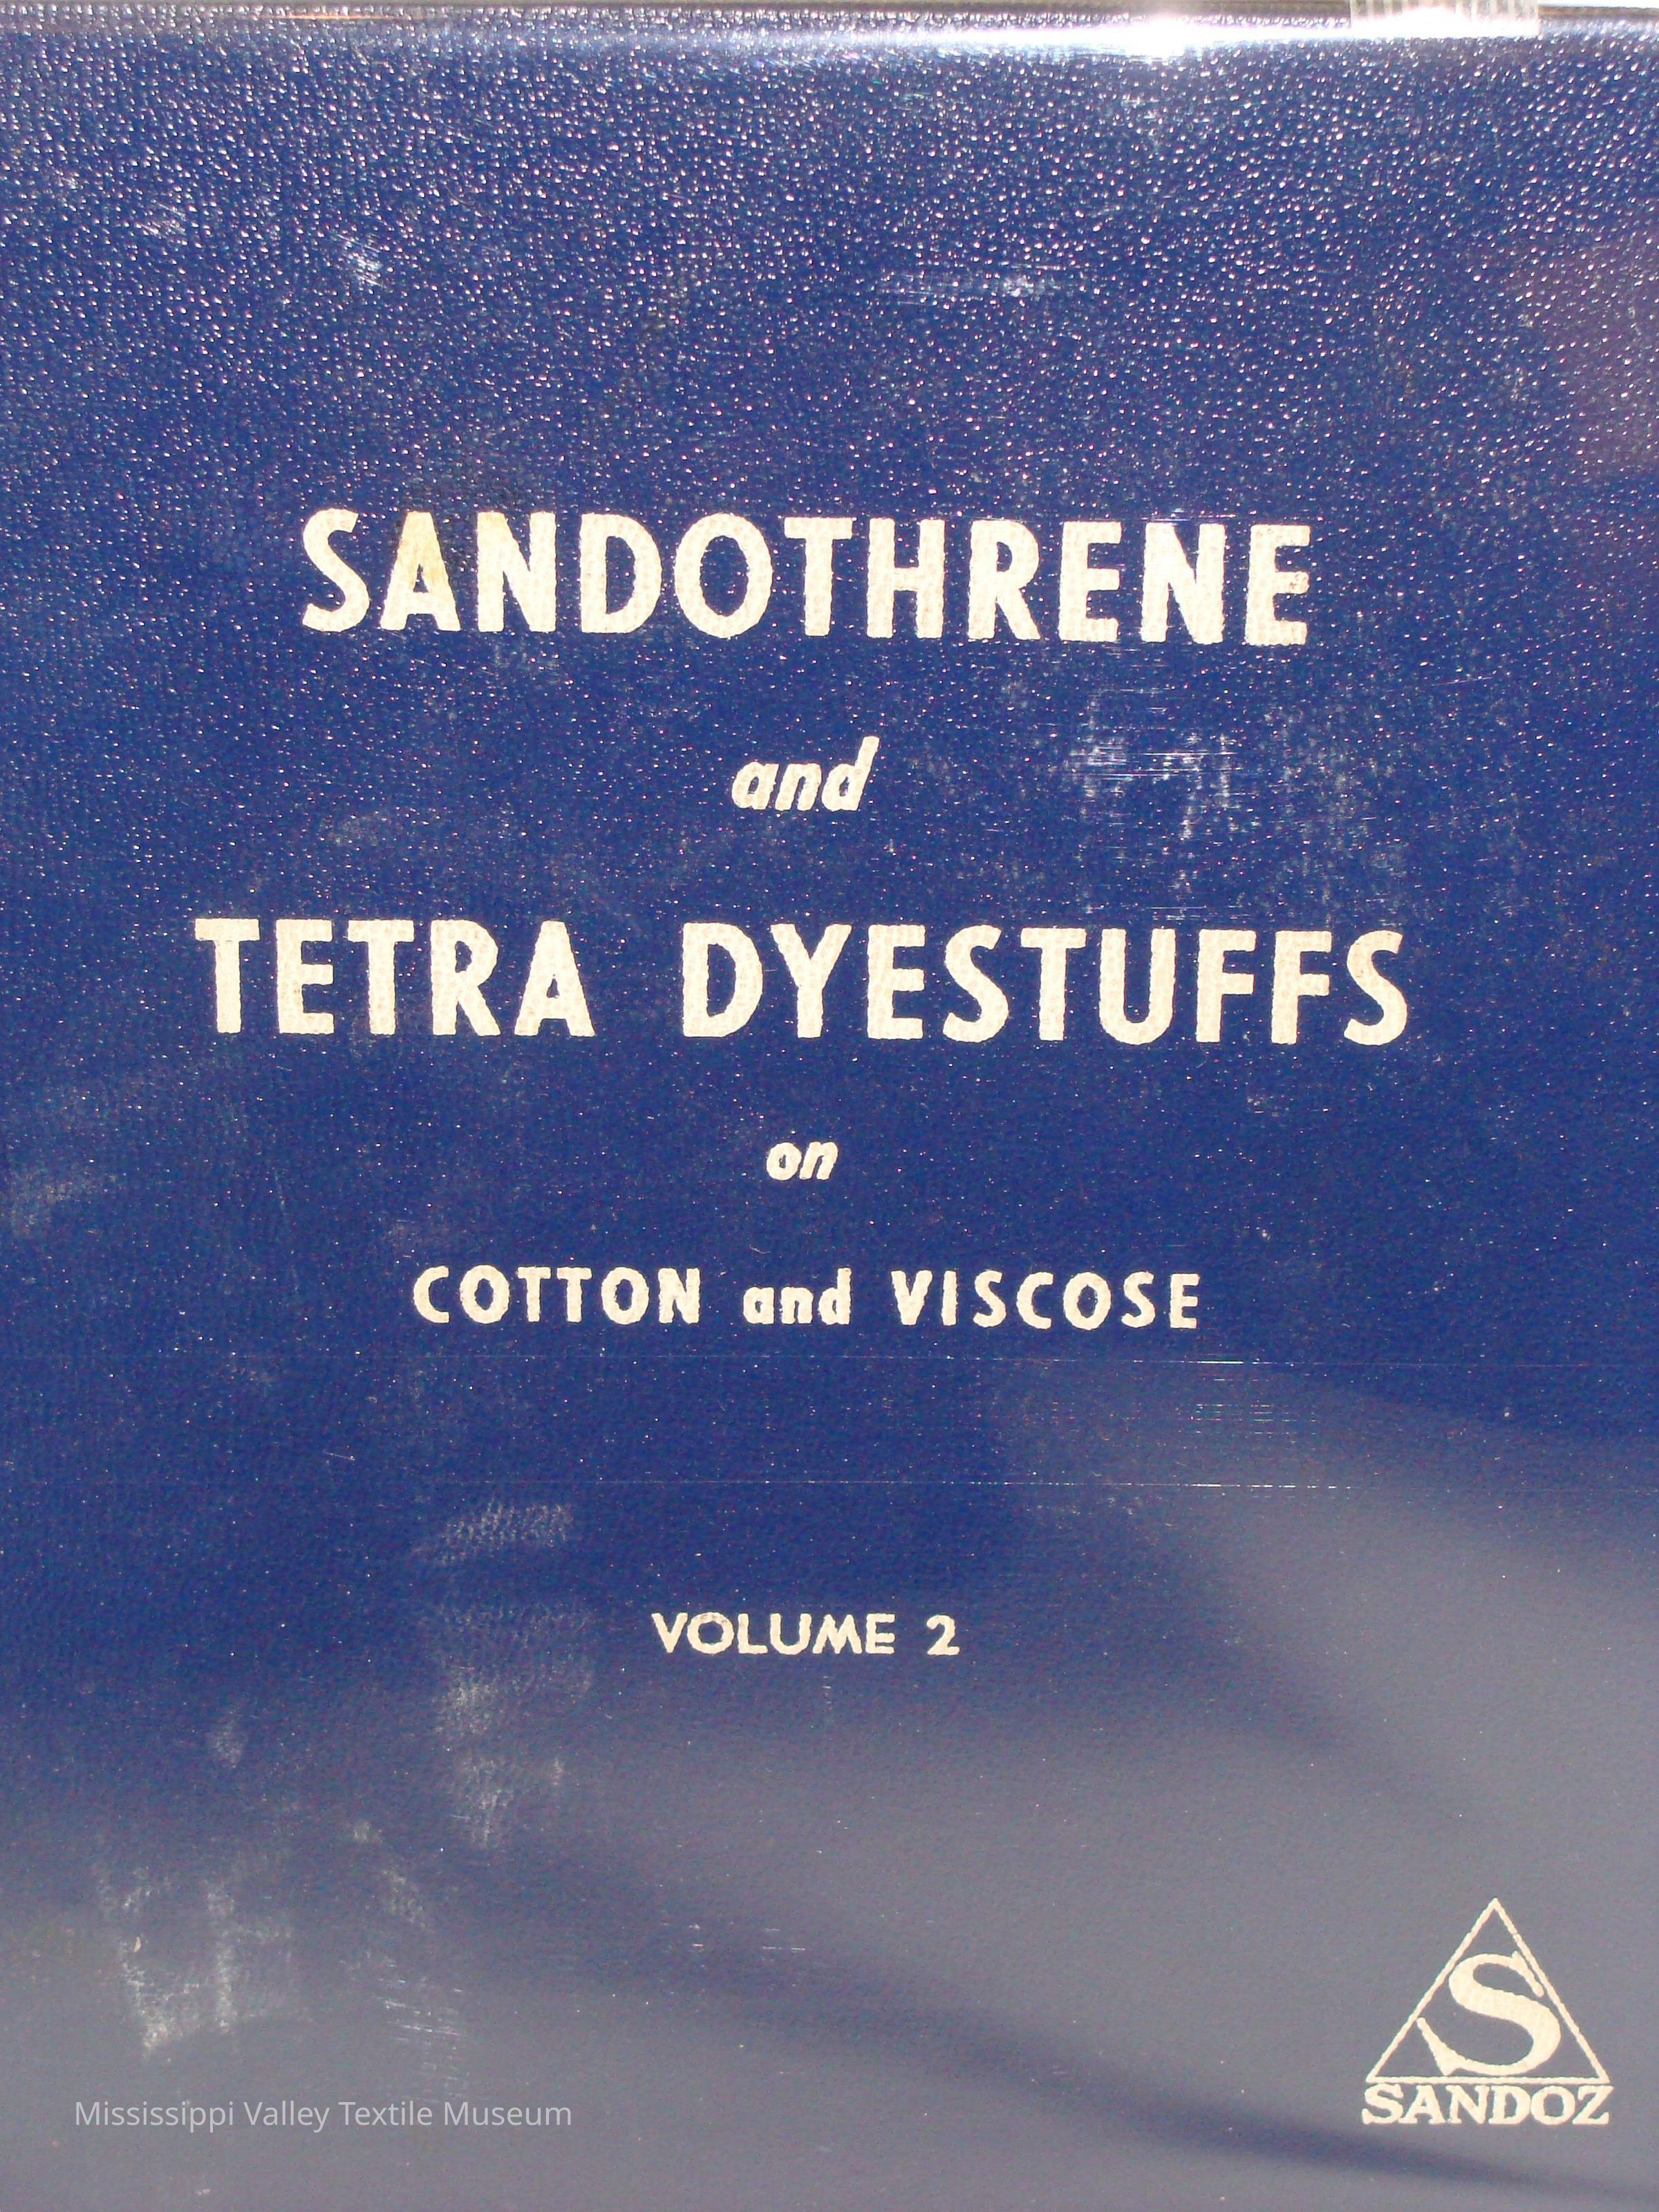 SANDOTHRENE
and
TETRA DYESTUFFS
on
COTTON and VISCOSE
VOLUME 2
S
SANDOZ
Mississippi Valley Textile Museum